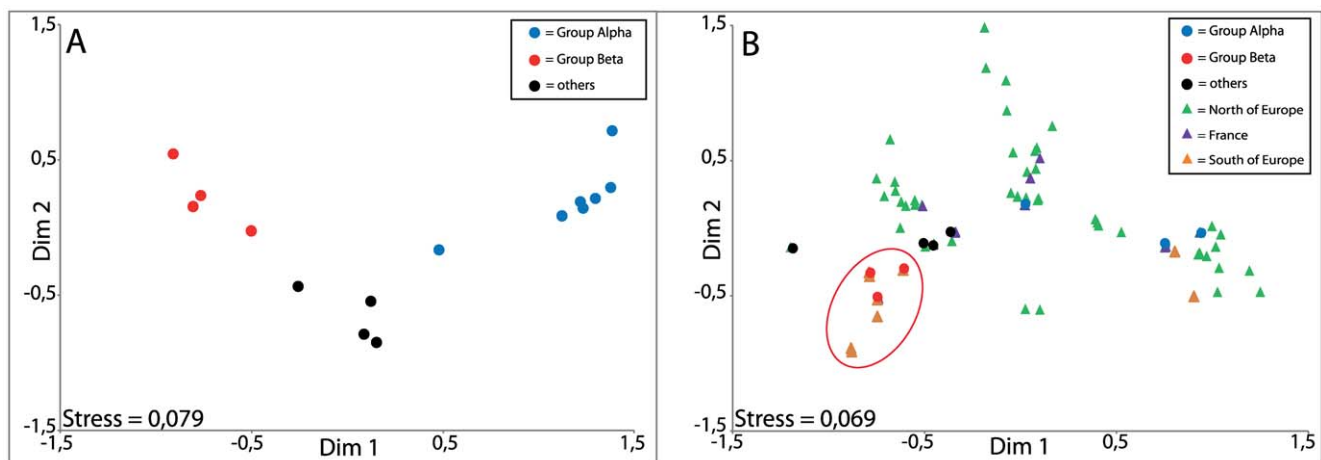 A
1,5
0,5
-0,5
-1,5
Dim 2
-1,5
-0,5
0,5
1,5
Dim 1
Stress = 0,079
= Group Alpha
= Group Beta
= others
B
1,5
0,5
-0,5
-1,5
Dim 2
-1,5
-0,5
0,5
1,5
Dim 1
Stress = 0,069
= Group Alpha
= Group Beta
= others
= North of Europe
= France
= South of Europe